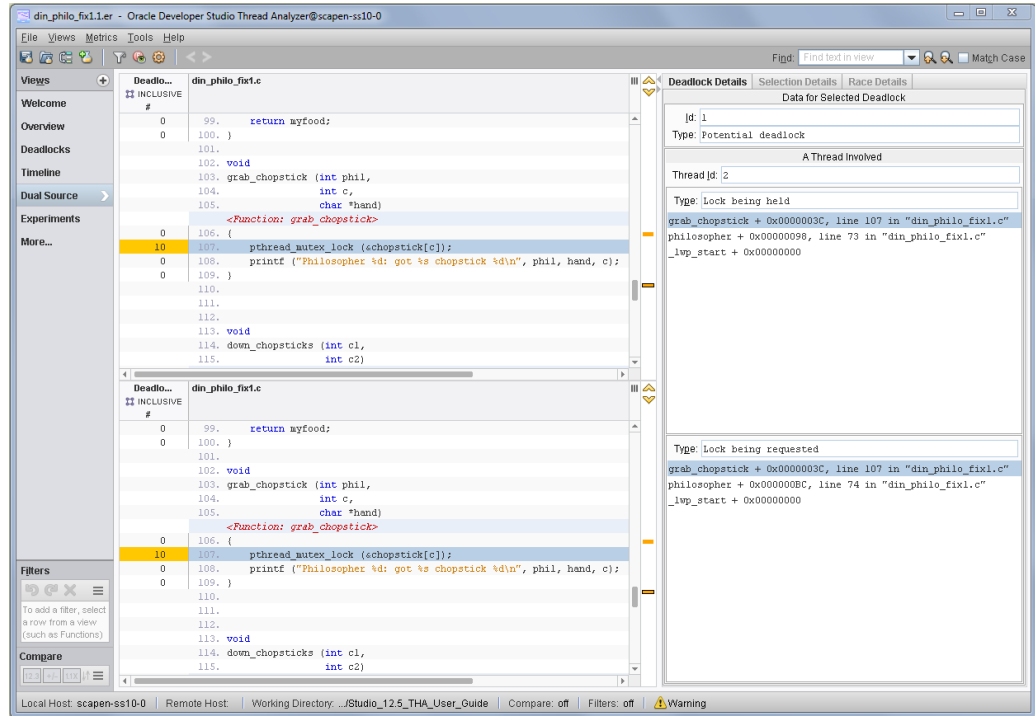 din_philo_fix1.1.er - Oracle Developer Studio Thread Analyzer@scapen-ss10-0
File Views Metrics Tools Help
Find: Find text in view Match Case
Views
Welcome
Overview
Deadlocks
Timeline
Dual Source
Experiments
More...
Filters
To add a filter, select
a row from a view
(such as Functions)
Compare
Deadlo... din_philo_fix1.c
INCLUSIVE
#
0 99. return myfood;
0 100. }
101.
102. void
103. grab_chopstick (int phil,
104. int c,
105. char *hand)
<Function: grab_chopstick>
0 106. {
10 107. pthread_mutex_lock (&chopstick[c]);
0 108. printf ("Philosopher %d: got %s chopstick %d\n", phil, hand, c);
0 109. }
110.
111.
112.
113. void
114. down_chopsticks (int c1,
115. int c2)
Deadlo... din_philo_fix1.c
INCLUSIVE
#
0 99. return myfood;
0 100. }
101.
102. void
103. grab_chopstick (int phil,
104. int c,
105. char *hand)
<Function: grab_chopstick>
0 106. {
10 107. pthread_mutex_lock (&chopstick[c]);
0 108. printf ("Philosopher %d: got %s chopstick %d\n", phil, hand, c);
0 109. }
110.
111.
112.
113. void
114. down_chopsticks (int c1,
115. int c2)
Deadlock Details Selection Details Race Details
Data for Selected Deadlock
Id: 1
Type: Potential deadlock
A Thread Involved
Thread Id: 2
Type: Lock being held
grab_chopstick + 0x0000003C, line 107 in "din_philo_fix1.c"
philosopher + 0x00000098, line 73 in "din_philo_fix1.c"
_lwp_start + 0x00000000
Type: Lock being requested
grab_chopstick + 0x0000003C, line 107 in "din_philo_fix1.c"
philosopher + 0x000000BC, line 74 in "din_philo_fix1.c"
_lwp_start + 0x00000000
Local Host: scapen-ss10-0 Remote Host: Working Directory: .../Studio_12.5_THA_User_Guide Compare: off Filters: off Warning